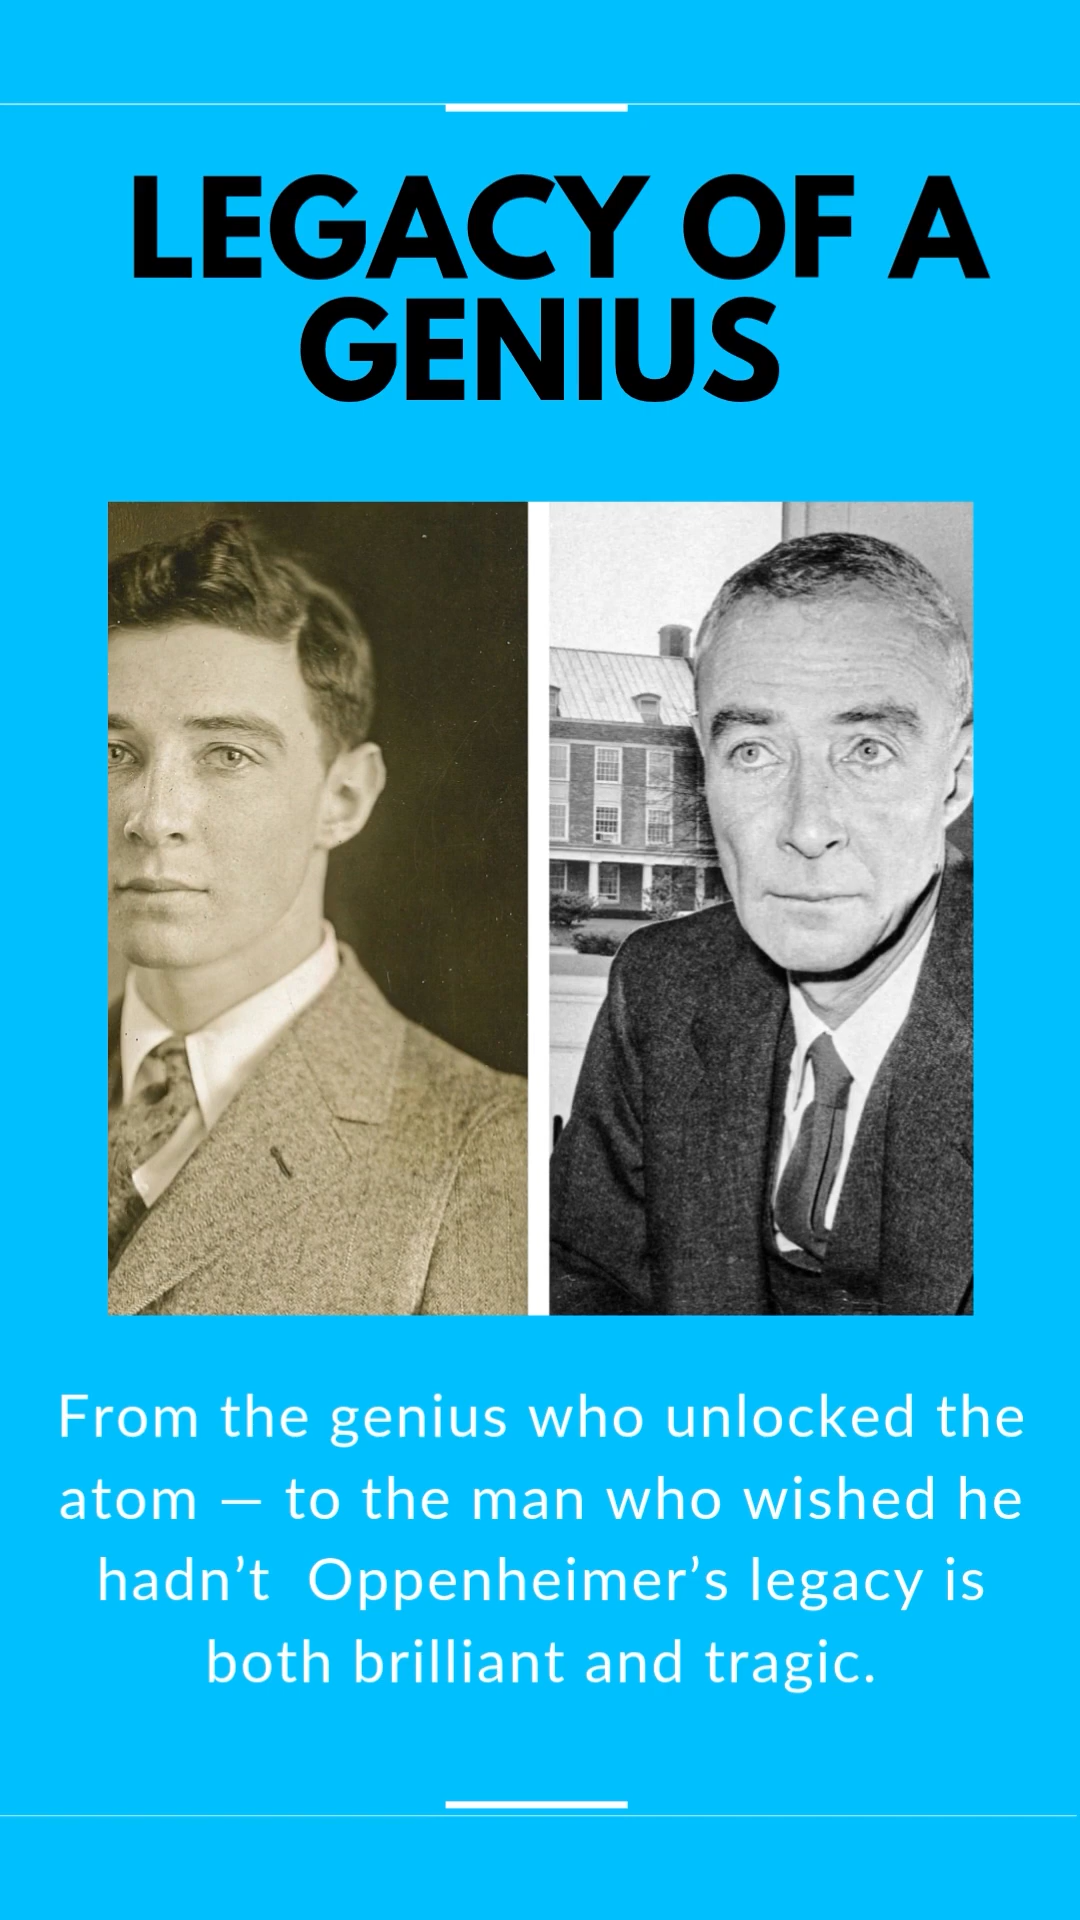 LEGACY OF A
GENIUS
From the genius who unlocked the
atom — to the man who wished he
hadn’t  Oppenheimer’s legacy is
both brilliant and tragic.